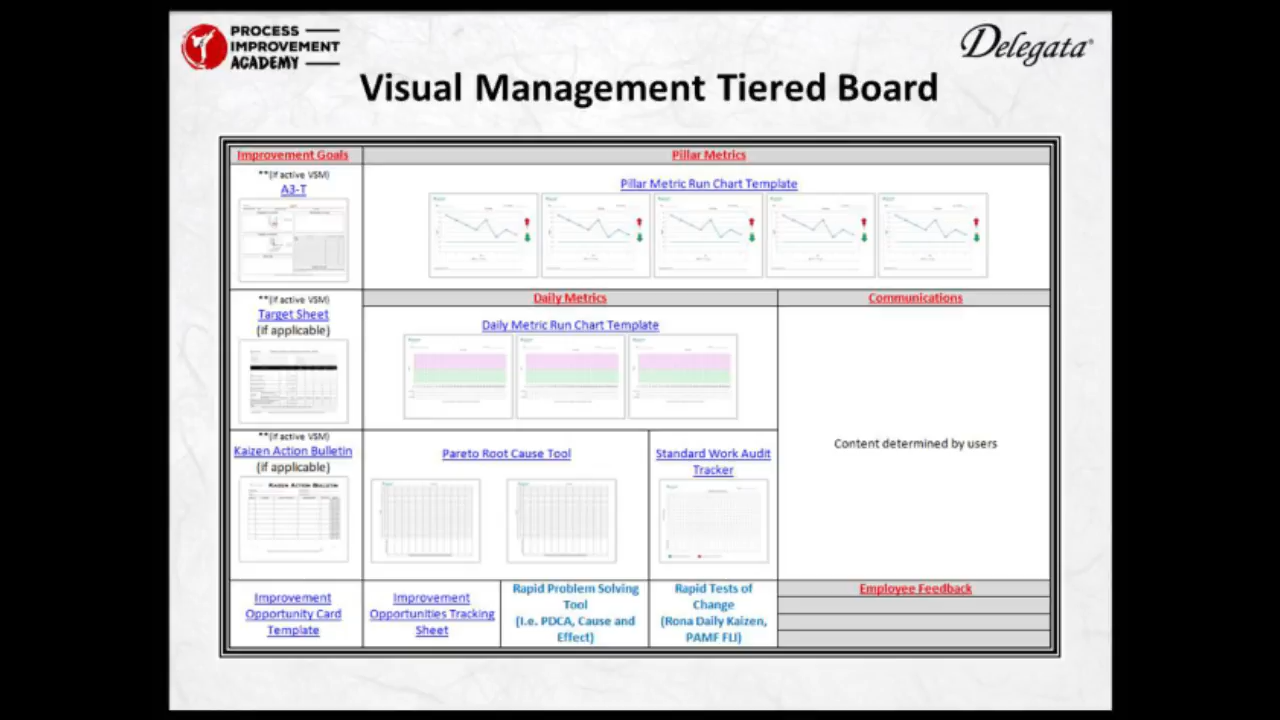 PROCESS
IMPROVEMENT
ACADEMY
Delegata®
Visual Management Tiered Board
Improvement Goals
Pillar Metrics
**(if active VSM)
A3-T
Pillar Metric Run Chart Template
**(if active VSM)
Target Sheet
(if applicable)
Daily Metrics
Daily Metric Run Chart Template
Communications
Content determined by users
**(if active VSM)
Kaizen Action Bulletin
(if applicable)
KAIZEN ACTION BULLETIN
Pareto Root Cause Tool
Standard Work Audit
Tracker
Improvement
Opportunity Card
Template
Improvement
Opportunities Tracking
Sheet
Rapid Problem Solving
Tool
(I.e. PDCA, Cause and
Effect)
Rapid Tests of
Change
(Rona Daily Kaizen,
PAMF FLI)
Employee Feedback